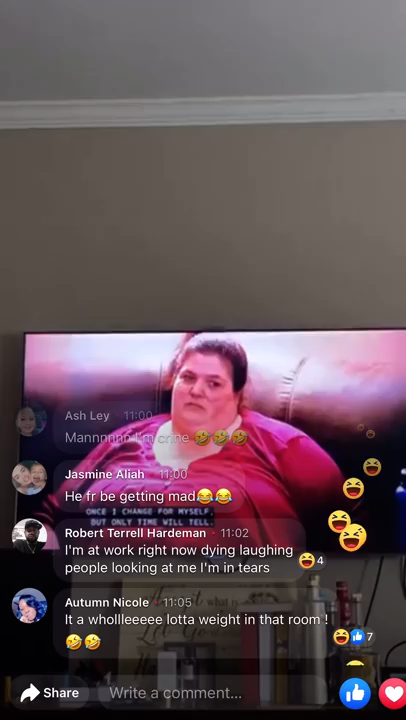 Ash Ley · 11:00
Mannnnnn I'm crine 🤣🤣🤣
Jasmine Aliah · 11:00
He fr be getting mad😂😂
ONCE I CHANGE FOR MYSELF,
BUT ONLY TIME WILL TELL.
Robert Terrell Hardeman · 11:02
I'm at work right now dying laughing
people looking at me I'm in tears
😆4
Autumn Nicole · 11:05
It a whollleeeee lotta weight in that room !
🤣🤣
7
Share
Write a comment...